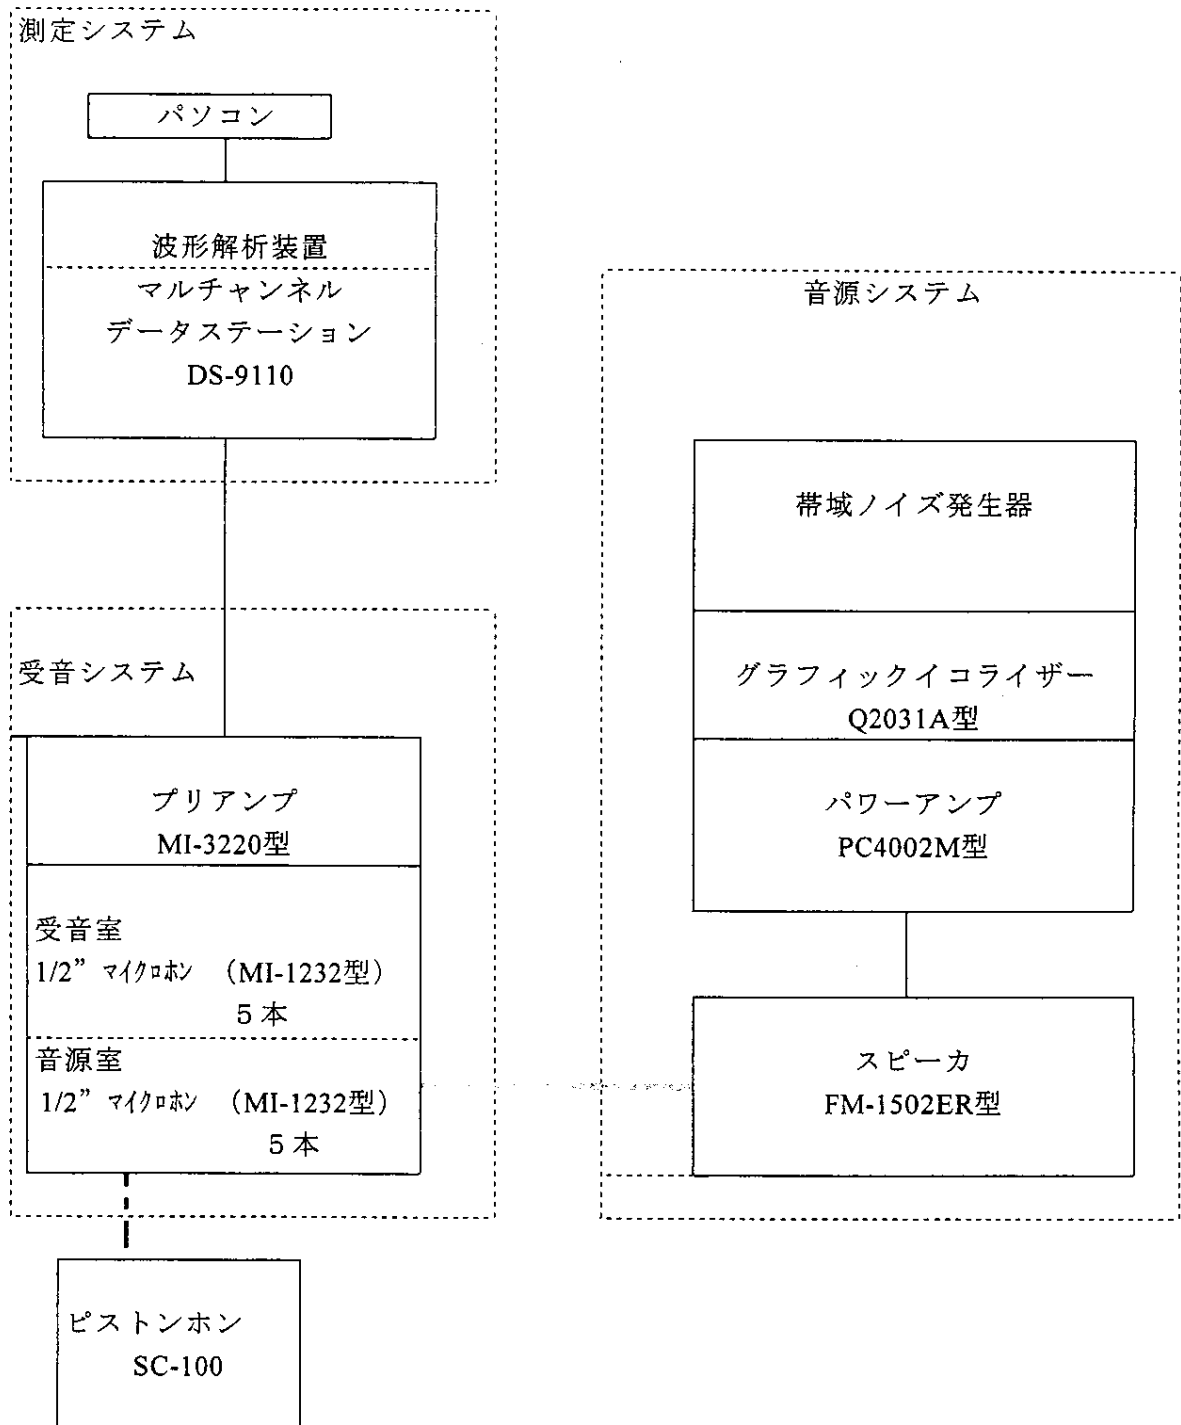 測定システム
パソコン
波形解析装置
マルチャンネル
データステーション
DS-9110
受音システム
プリアンプ
MI-3220型
受音室
1/2” ﾏｲｸﾛﾎﾝ （MI-1232型）
５本
音源室
1/2” ﾏｲｸﾛﾎﾝ （MI-1232型）
５本
ピストンホン
SC-100
音源システム
帯域ノイズ発生器
グラフィックイコライザー
Q2031A型
パワーアンプ
PC4002M型
スピーカ
FM-1502ER型